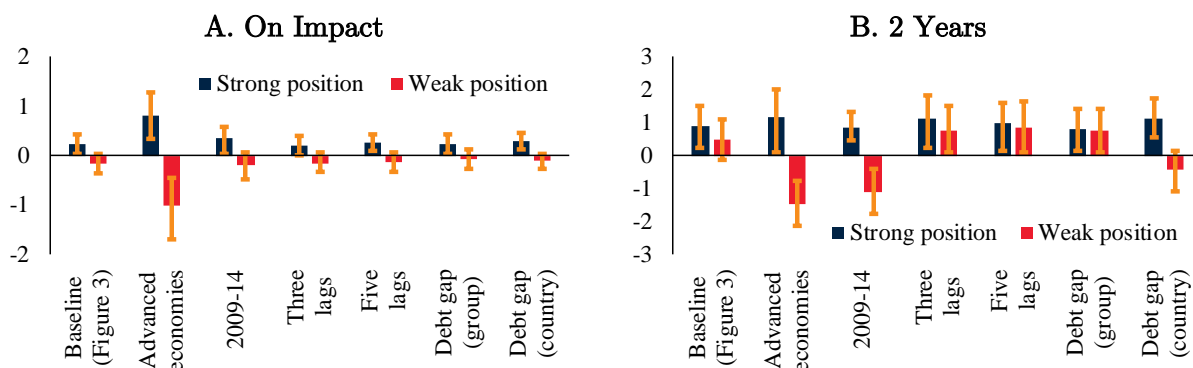 A. On Impact
2
1
0
-1
-2
Strong position
Weak position
Baseline
(Figure 3)
Advanced
economies
2009-14
Three
lags
Five
lags
Debt gap
(group)
Debt gap
(country)
B. 2 Years
3
2
1
0
-1
-2
-3
Strong position
Weak position
Baseline
(Figure 3)
Advanced
economies
2009-14
Three
lags
Five
lags
Debt gap
(group)
Debt gap
(country)